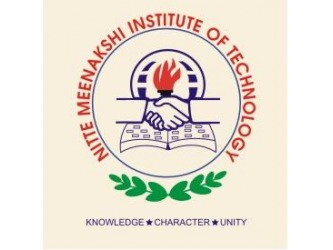 NITTE MEENAKSHI INSTITUTE OF TECHNOLOGY
KNOWLEDGE★CHARACTER★UNITY